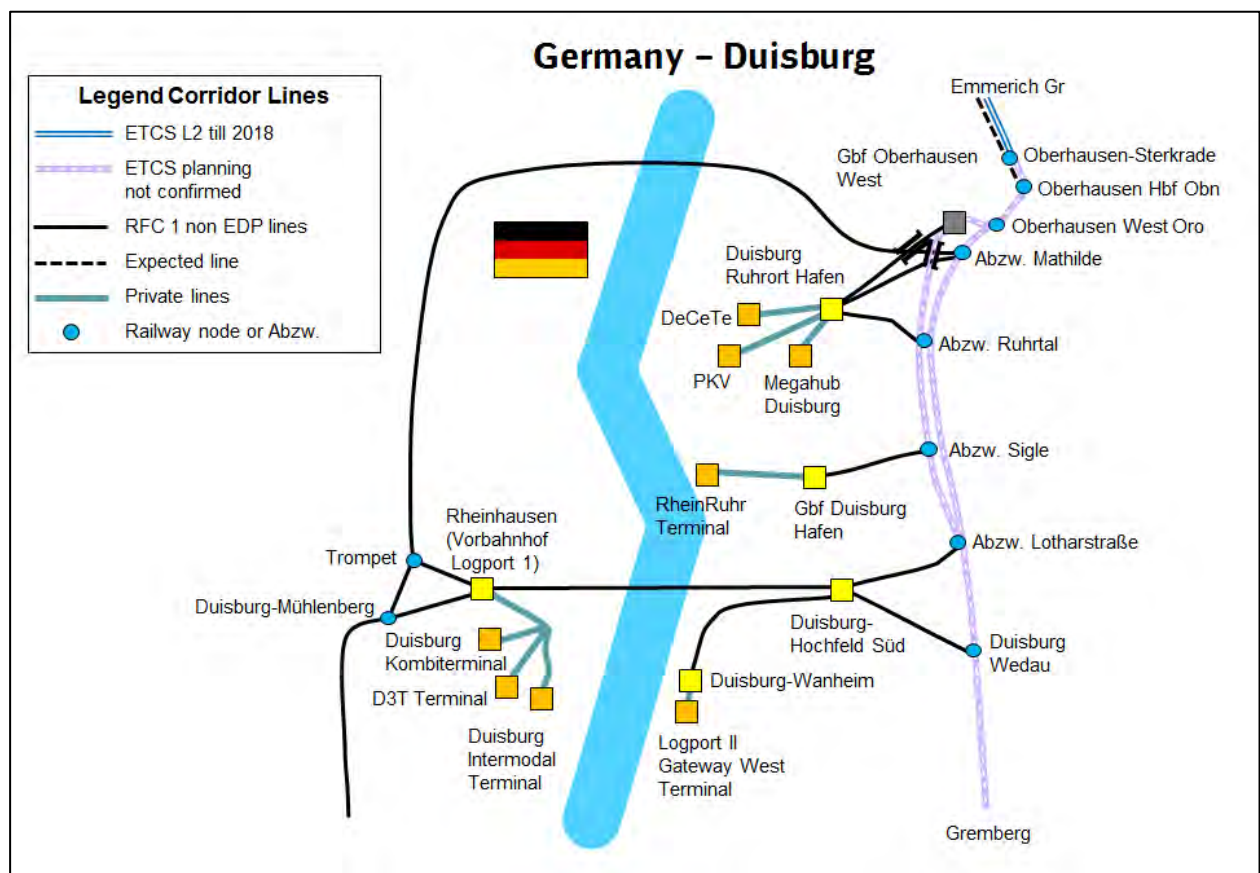 Germany – Duisburg
Legend Corridor Lines
ETCS L2 till 2018
ETCS planning
not confirmed
RFC 1 non EDP lines
Expected line
Private lines
Railway node or Abzw.
Emmerich Gr
Gbf Oberhausen
West
Oberhausen-Sterkrade
Oberhausen Hbf Obn
Oberhausen West Oro
Abzw. Mathilde
Duisburg
Ruhrort Hafen
DeCeTe
PKV
Megahub
Duisburg
Abzw. Ruhrtal
Abzw. Sigle
RheinRuhr
Terminal
Gbf Duisburg
Hafen
Rheinhausen
(Vorbahnhof
Logport 1)
Abzw. Lotharstraße
Trompet
Duisburg-Mühlenberg
Duisburg
Kombiterminal
D3T Terminal
Duisburg
Intermodal
Terminal
Duisburg-
Hochfeld Süd
Duisburg
Wedau
Duisburg-Wanheim
Logport II
Gateway West
Terminal
Gremberg